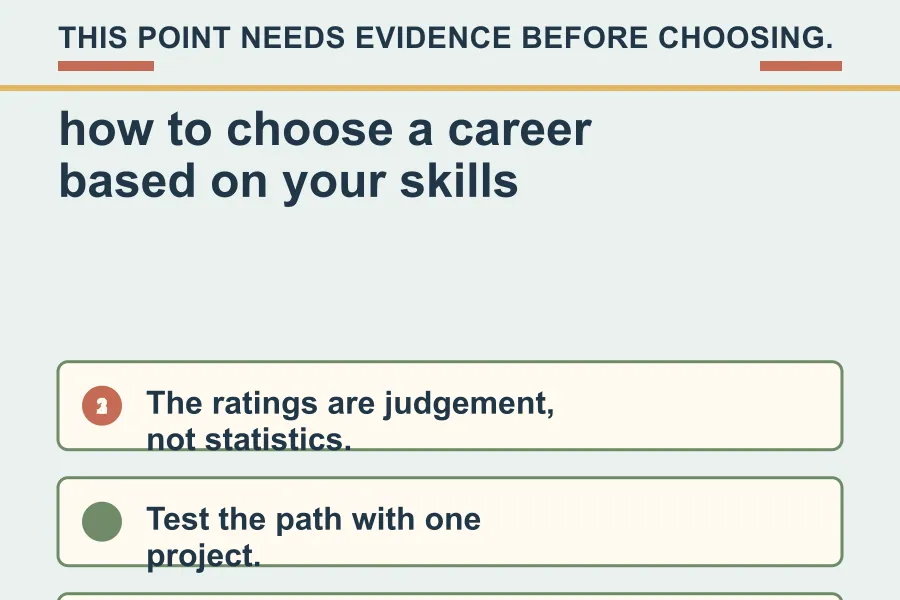 THIS POINT NEEDS EVIDENCE BEFORE CHOOSING.
how to choose a career
based on your skills
The ratings are judgement,
not statistics.
Test the path with one
project.